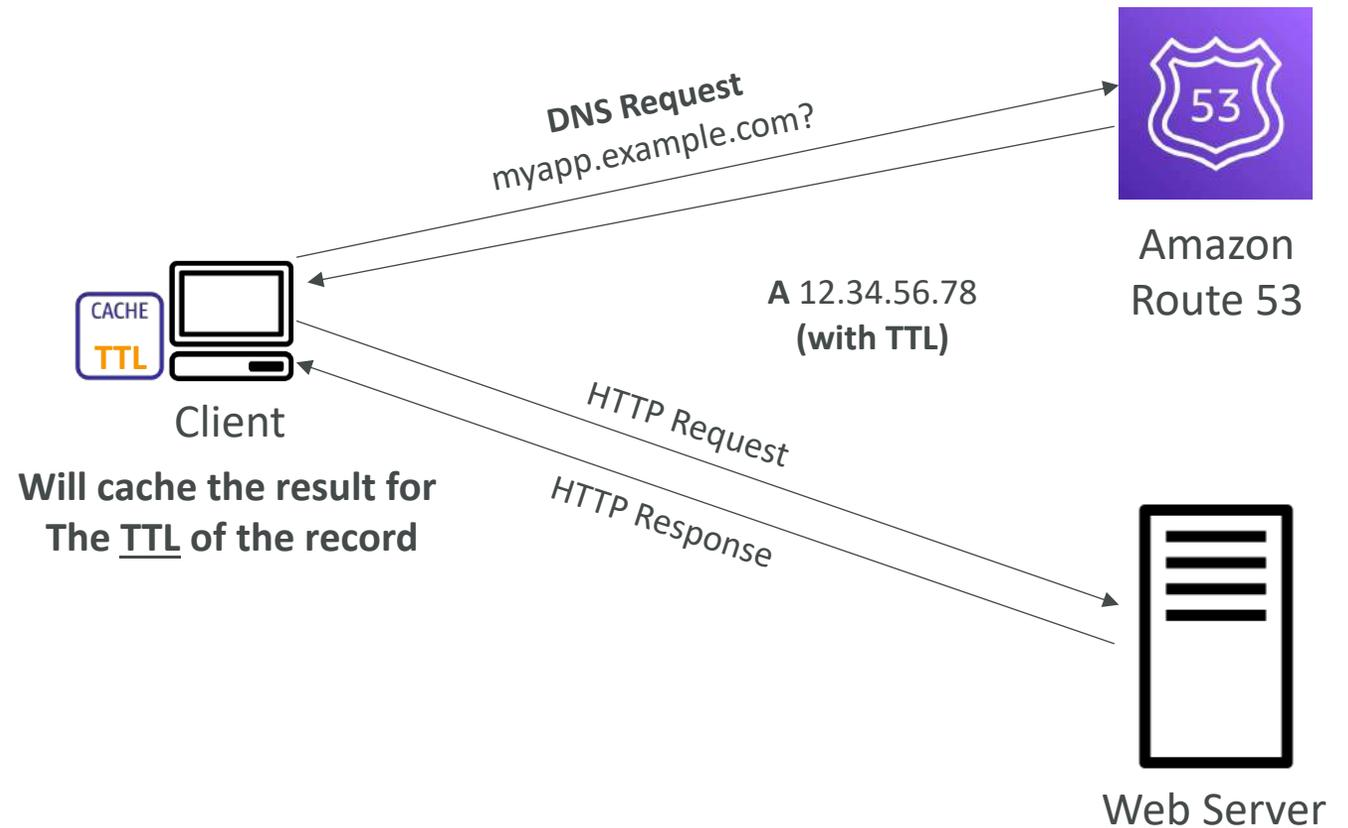 DNS Request
myapp.example.com?
53
Amazon
Route 53
A 12.34.56.78
(with TTL)
CACHE
TTL
Client
Will cache the result for
The TTL of the record
HTTP Request
HTTP Response
Web Server